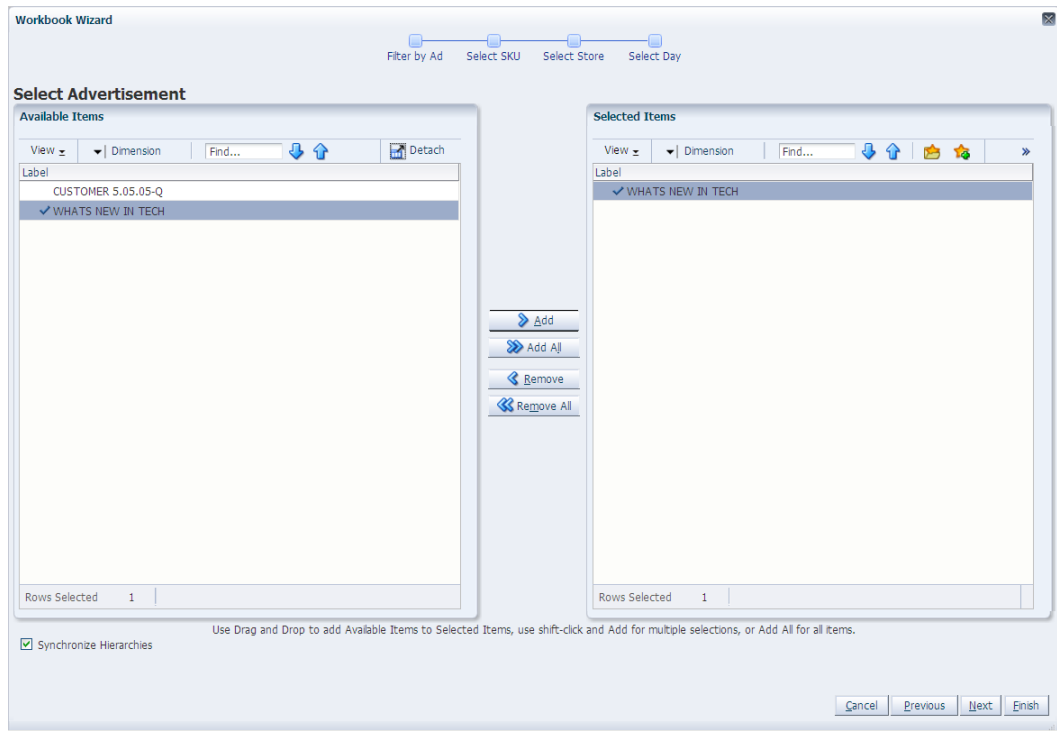 Workbook Wizard
Filter by Ad Select SKU Select Store Select Day
Select Advertisement
Available Items
View Dimension Find... Detach
Label
CUSTOMER 5.05.05-Q
WHATS NEW IN TECH
Rows Selected 1
Add
Add All
Remove
Remove All
Selected Items
View Dimension Find... »
Label
WHATS NEW IN TECH
Rows Selected 1
Use Drag and Drop to add Available Items to Selected Items, use shift-click and Add for multiple selections, or Add All for all items.
Synchronize Hierarchies
Cancel Previous Next Finish